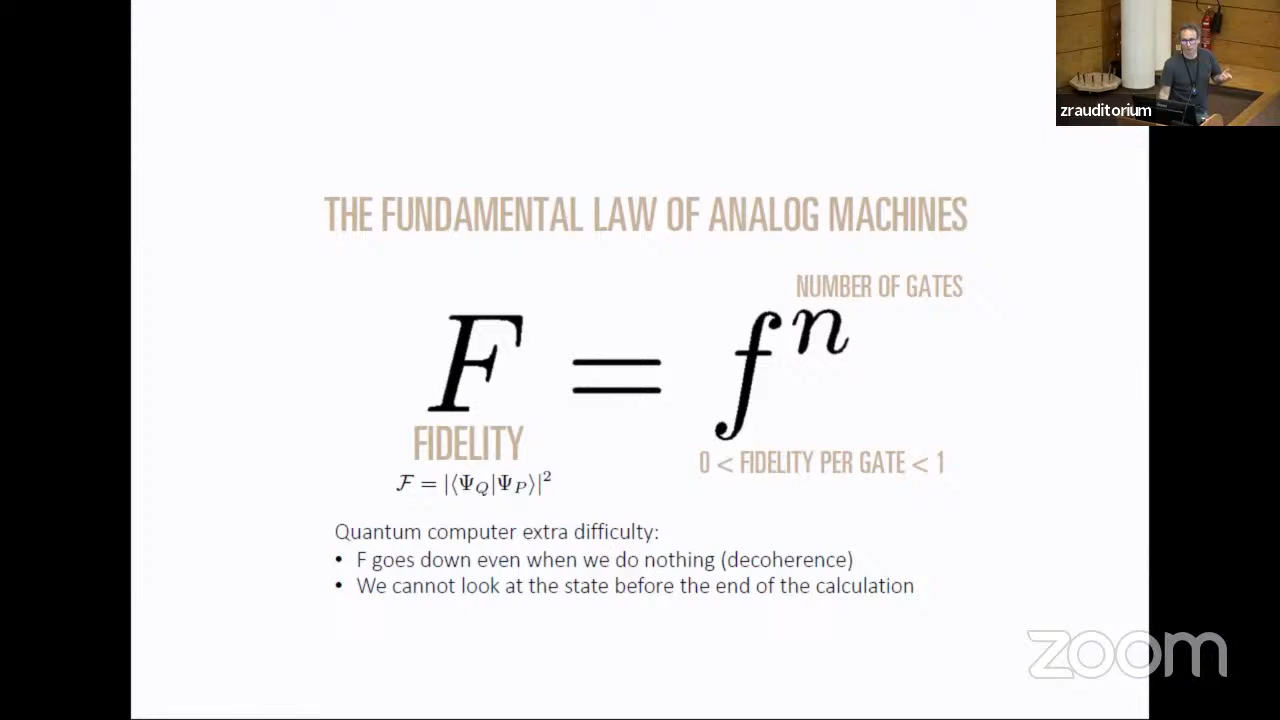 zrauditorium
THE FUNDAMENTAL LAW OF ANALOG MACHINES
NUMBER OF GATES
F = fⁿ
FIDELITY
0 < FIDELITY PER GATE < 1
ℱ = |⟨Ψ_Q|Ψ_P⟩|²
Quantum computer extra difficulty:
• F goes down even when we do nothing (decoherence)
• We cannot look at the state before the end of the calculation
zoom